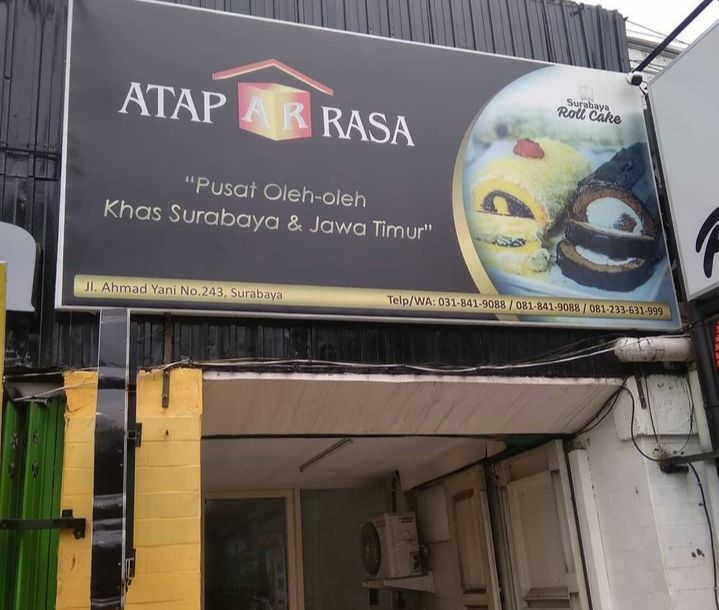 ATAP AR RASA
"Pusat Oleh-oleh
Khas Surabaya & Jawa Timur"
Surabaya
Roll Cake
Jl. Ahmad Yani No.243, Surabaya
Telp/WA: 031-841-9088 / 081-841-9088 / 081-233-631-999